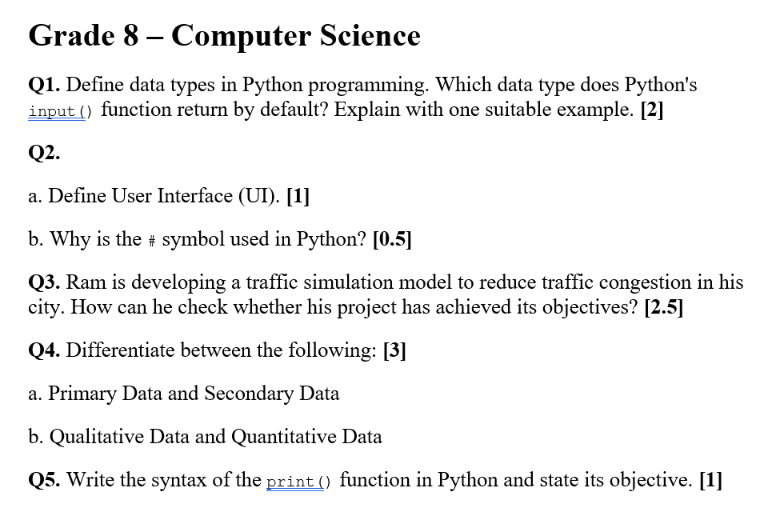 Grade 8 – Computer Science
Q1. Define data types in Python programming. Which data type does Python's
input() function return by default? Explain with one suitable example. [2]
Q2.
a. Define User Interface (UI). [1]
b. Why is the # symbol used in Python? [0.5]
Q3. Ram is developing a traffic simulation model to reduce traffic congestion in his
city. How can he check whether his project has achieved its objectives? [2.5]
Q4. Differentiate between the following: [3]
a. Primary Data and Secondary Data
b. Qualitative Data and Quantitative Data
Q5. Write the syntax of the print() function in Python and state its objective. [1]